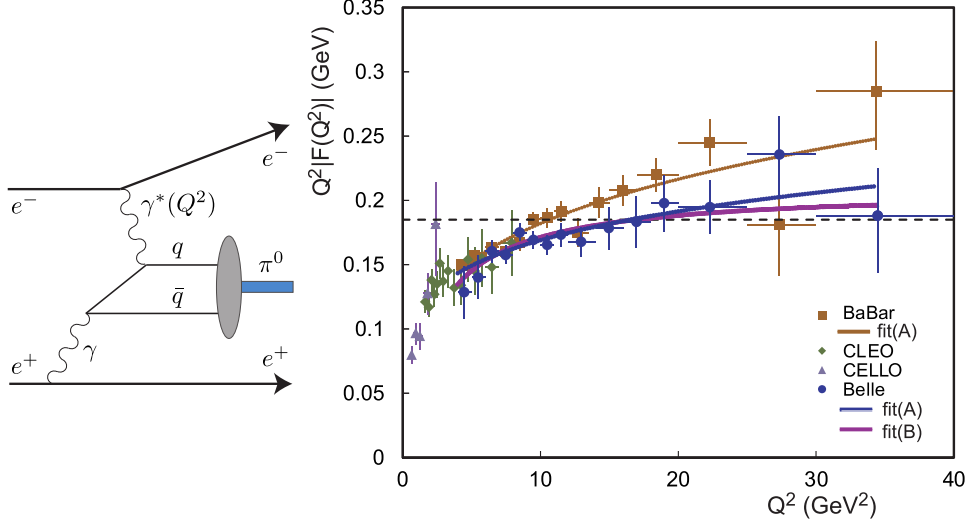 e⁻
e⁻
γ*(Q²)
q
q̄
π⁰
γ
e⁺
e⁺
Q²|F(Q²)| (GeV)
0.35
0.3
0.25
0.2
0.15
0.1
0.05
0
0
10
20
30
40
Q² (GeV²)
BaBar
fit(A)
CLEO
CELLO
Belle
fit(A)
fit(B)